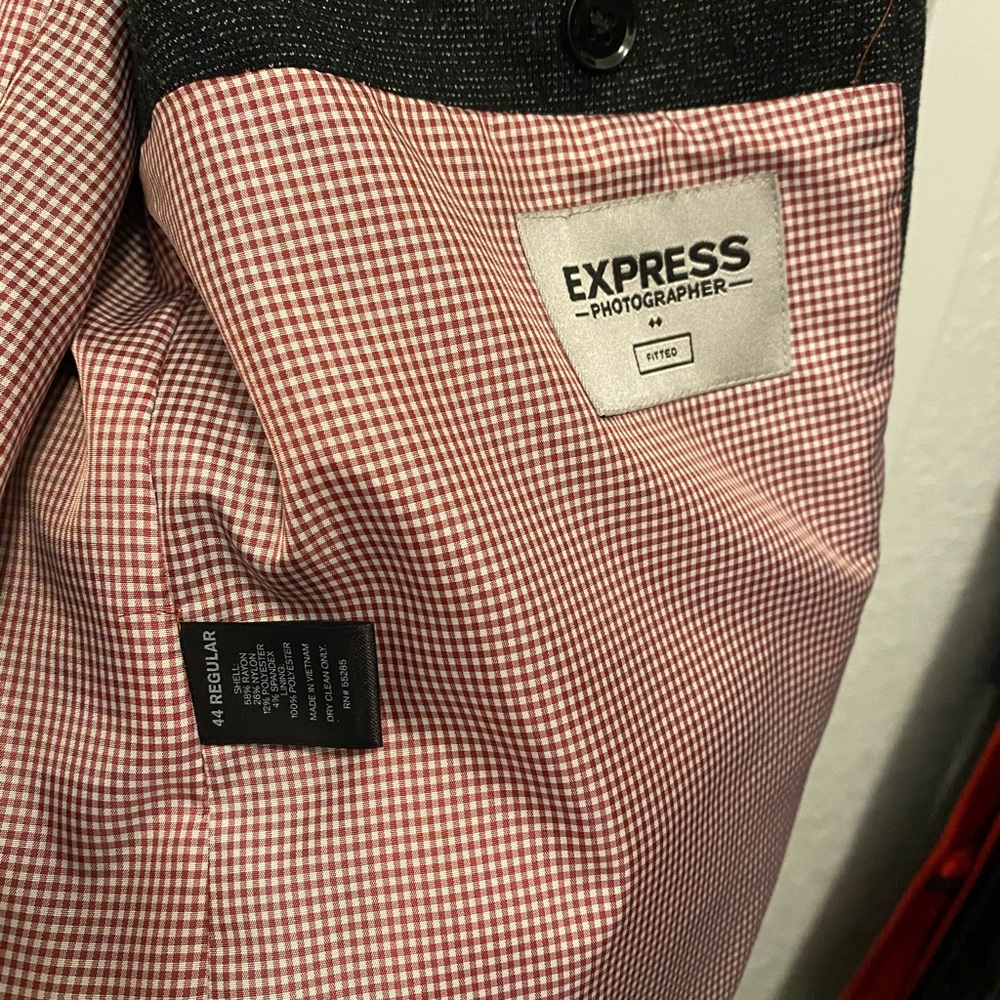 EXPRESS
PHOTOGRAPHER
FITTED
44 REGULAR
SHELL:
58% RAYON
26% NYLON
12% POLYESTER
4% SPANDEX
LINING:
100% POLYESTER
MADE IN VIETNAM
DRY CLEAN ONLY.
RN# 55285